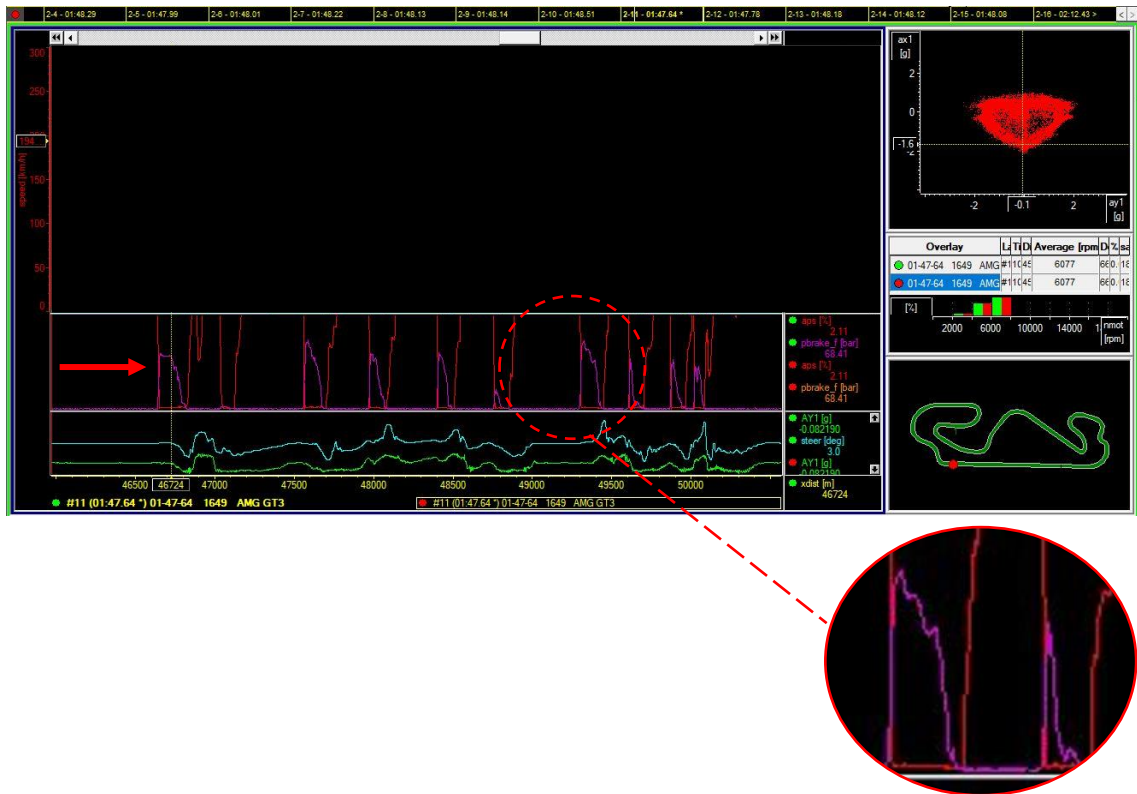 2-4 - 01:48.29 2-5 - 01:47.99 2-6 - 01:48.01 2-7 - 01:48.22 2-8 - 01:48.13 2-9 - 01:48.14 2-10 - 01:48.51 2-11 - 01:47.64 * 2-12 - 01:47.78 2-13 - 01:48.18 2-14 - 01:48.12 2-15 - 01:48.08 2-16 - 02:12.43 >
300
250
194
150
100
50
0
speed [km/h]
aps [%]
2.11
pbrake_f [bar]
68.41
aps [%]
2.11
pbrake_f [bar]
68.41
AY1 [g]
-0.082190
steer [deg]
3.0
AY1 [g]
-0.082190
46500 46724 47000 47500 48000 48500 49000 49500 50000
xdist [m]
46724
#11 (01:47.64 *) 01-47-64 1649 AMG GT3
#11 (01:47.64 *) 01-47-64 1649 AMG GT3
ax1
[g]
2
0
-1.6
-2
-2 -0.1 2
ay1
[g]
Overlay Average [rpm
01-47-64 1649 AMG 6077
01-47-64 1649 AMG 6077
[%]
2000 6000 10000 14000
nmot
[rpm]